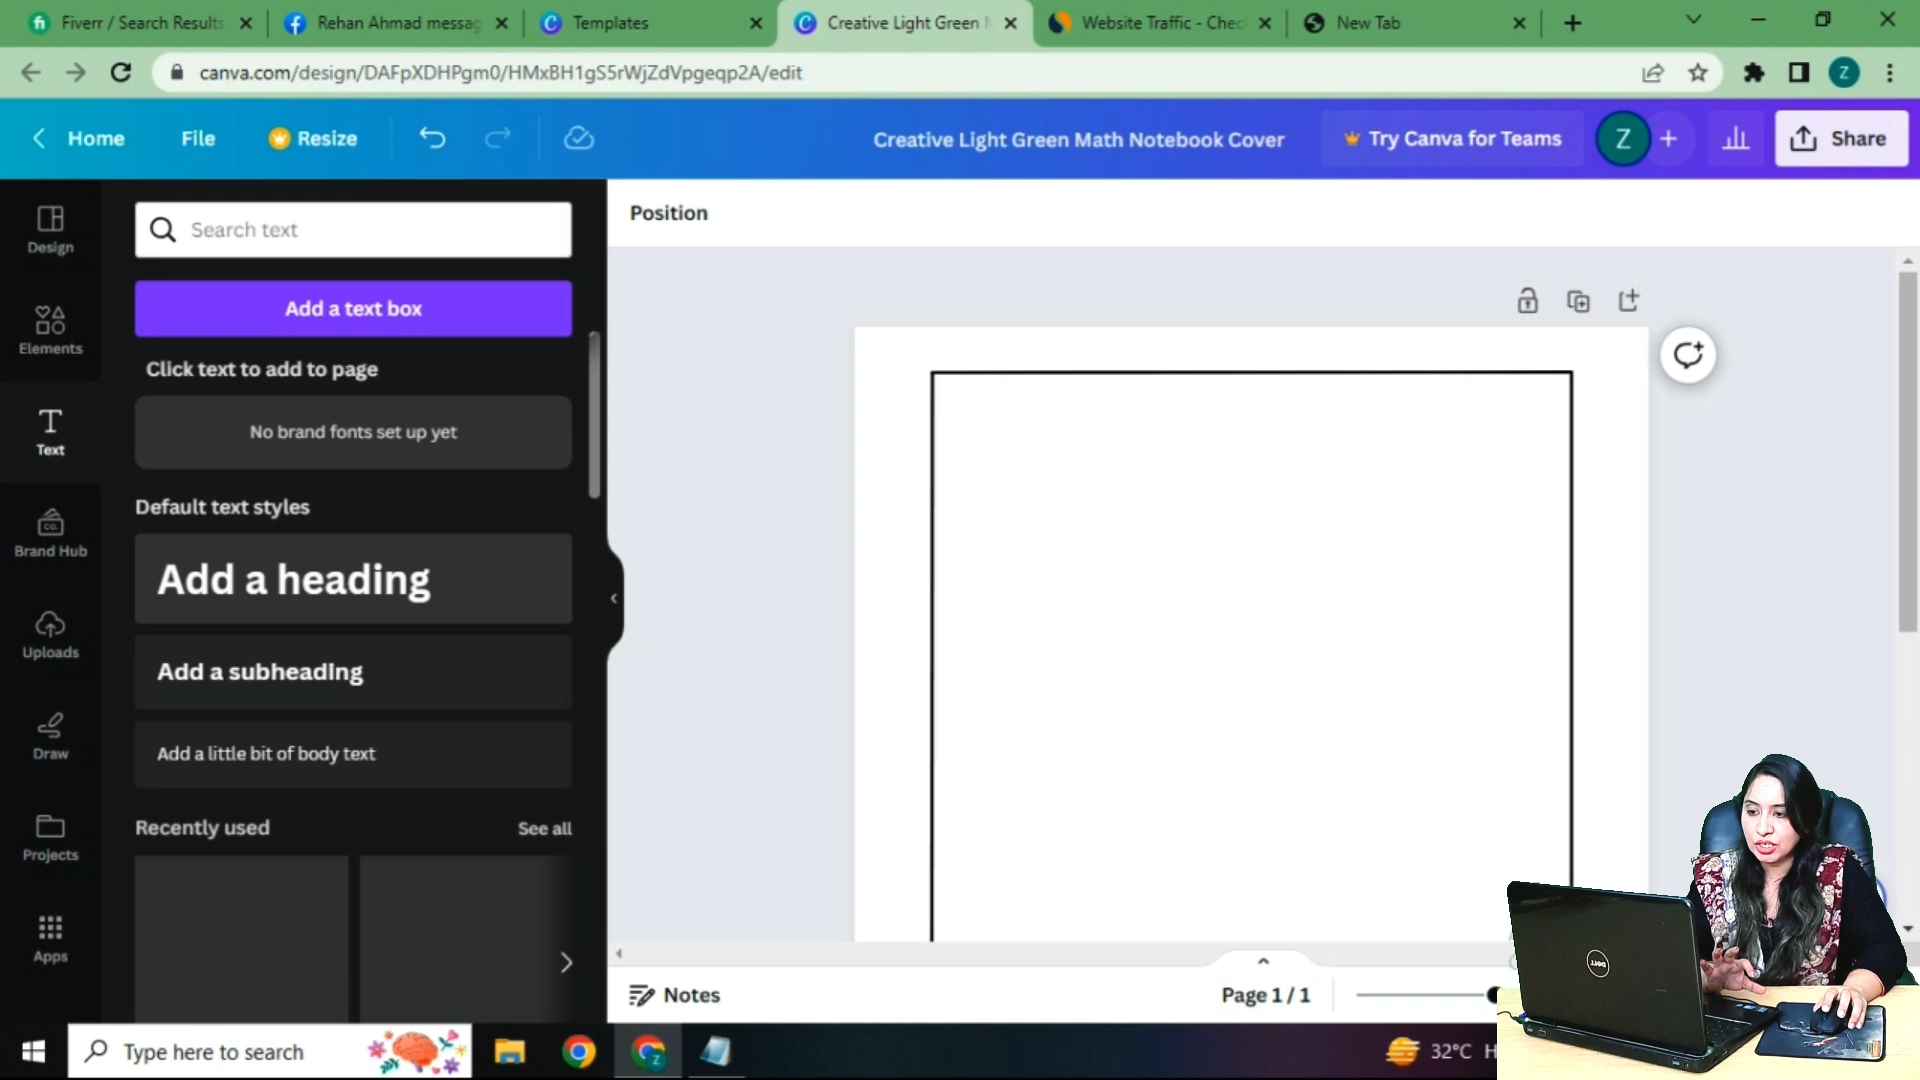 Fiverr / Search Results
Rehan Ahmad messag
Templates
Creative Light Green
Website Traffic - Chec
New Tab
canva.com/design/DAFpXDHPgm0/HMxBH1gS5rWjZdVpgeqp2A/edit
Z
Home
File
Resize
Creative Light Green Math Notebook Cover
Try Canva for Teams
Z
Share
Design
Elements
Text
Brand Hub
Uploads
Draw
Projects
Apps
Search text
Add a text box
Click text to add to page
No brand fonts set up yet
Default text styles
Add a heading
Add a subheading
Add a little bit of body text
Recently used
See all
Position
Notes
Page 1 / 1
Type here to search
32°C H
DELL